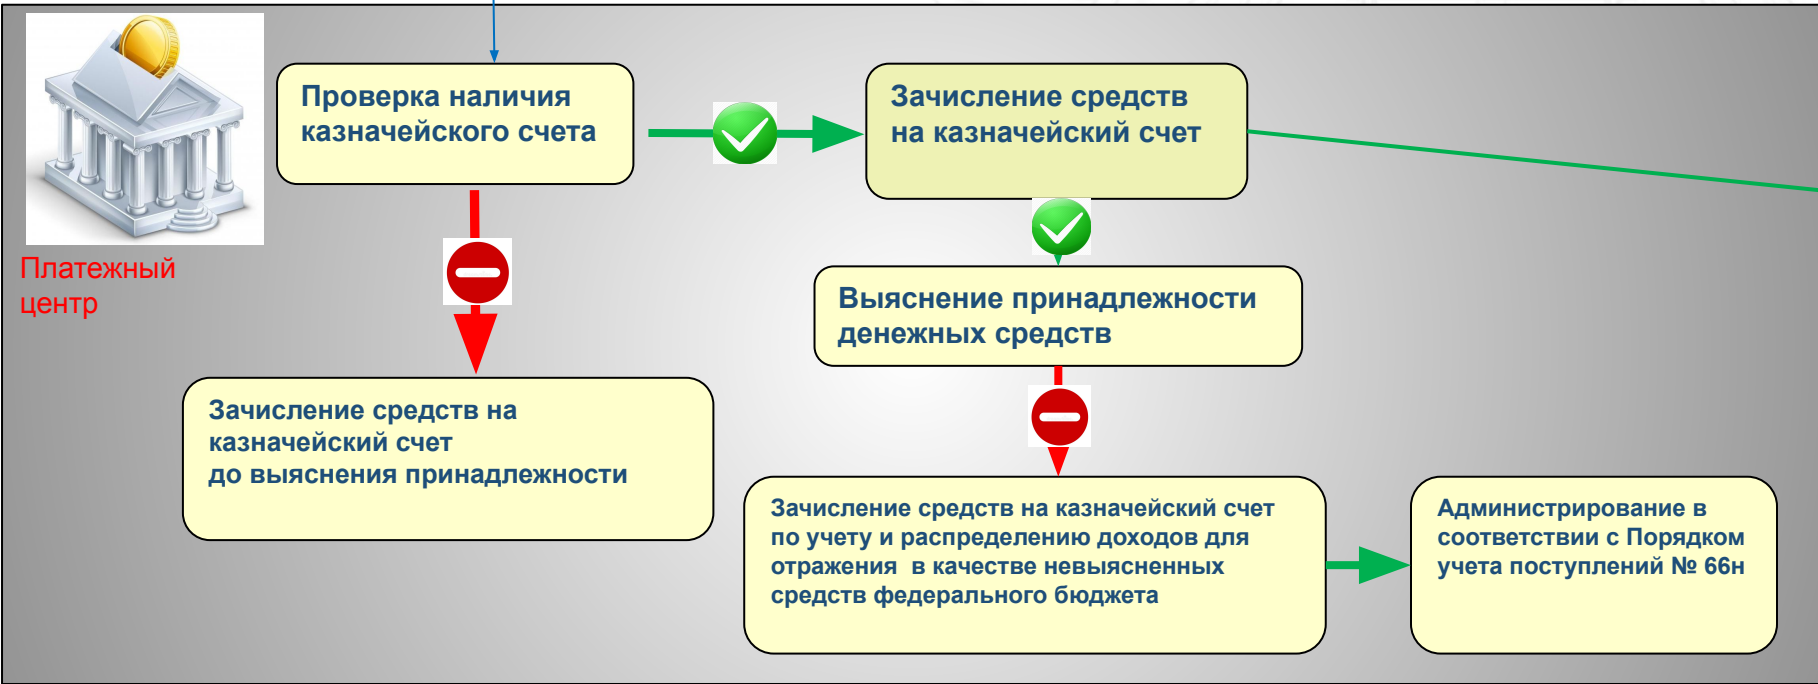 Платежный
центр
Проверка наличия
казначейского счета
Зачисление средств
на казначейский счет
Выяснение принадлежности
денежных средств
Зачисление средств на
казначейский счет
до выяснения принадлежности
Зачисление средств на казначейский счет
по учету и распределению доходов для
отражения в качестве невыясненных
средств федерального бюджета
Администрирование в
соответствии с Порядком
учета поступлений № 66н